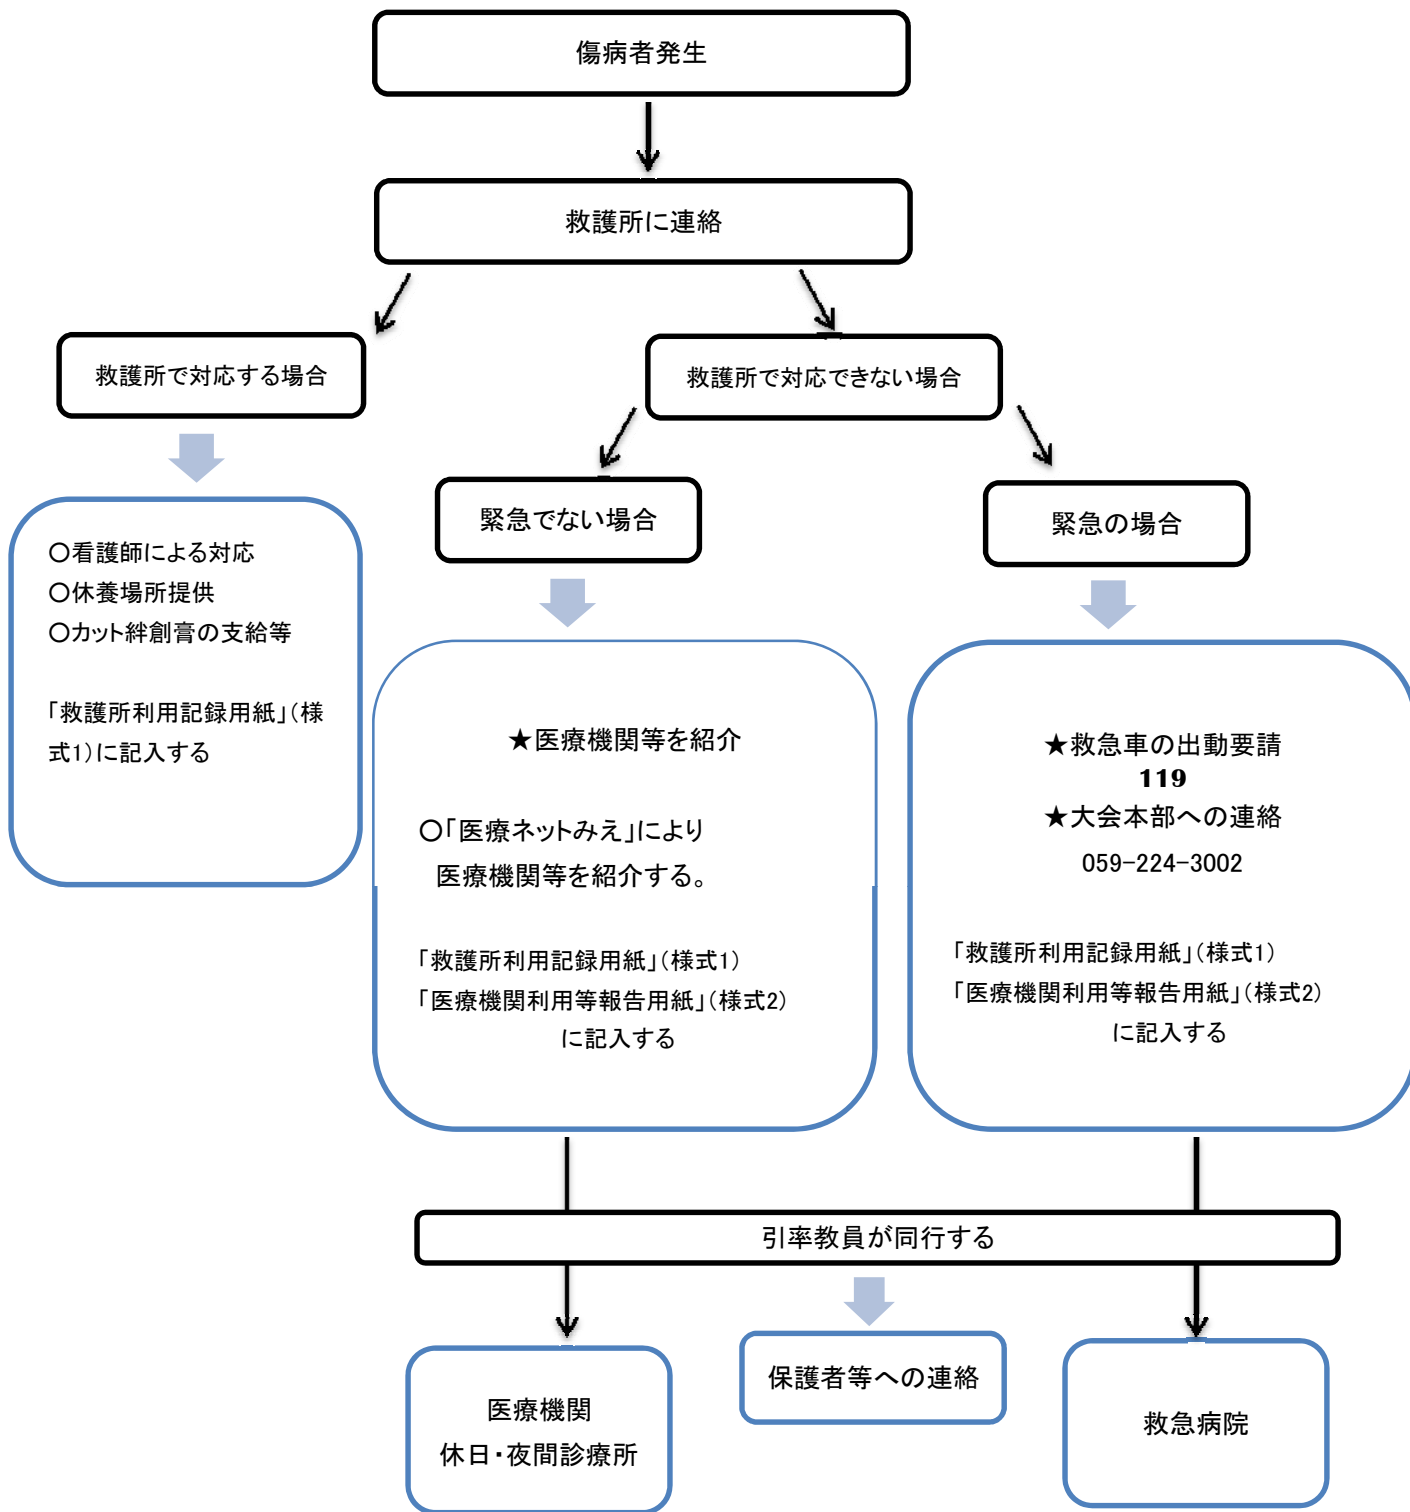 傷病者発生
救護所に連絡
救護所で対応する場合
救護所で対応できない場合
緊急でない場合
緊急の場合
○看護師による対応
○休養場所提供
○カット絆創膏の支給等
「救護所利用記録用紙」(様
式1)に記入する
★医療機関等を紹介
○「医療ネットみえ」により
医療機関等を紹介する。
「救護所利用記録用紙」(様式1)
「医療機関利用等報告用紙」(様式2)
に記入する
★救急車の出動要請
119
★大会本部への連絡
059-224-3002
「救護所利用記録用紙」(様式1)
「医療機関利用等報告用紙」(様式2)
に記入する
引率教員が同行する
医療機関
休日・夜間診療所
保護者等への連絡
救急病院